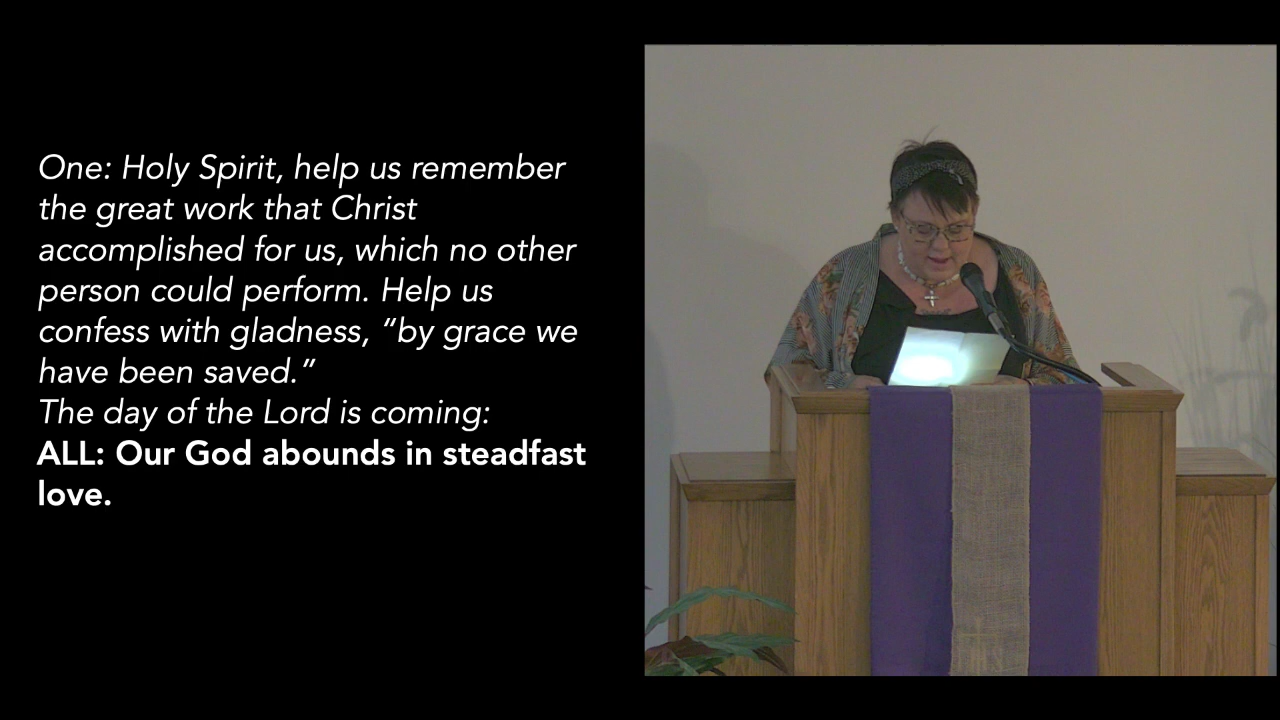 One: Holy Spirit, help us remember
the great work that Christ
accomplished for us, which no other
person could perform. Help us
confess with gladness, “by grace we
have been saved.”
The day of the Lord is coming:
ALL: Our God abounds in steadfast
love.